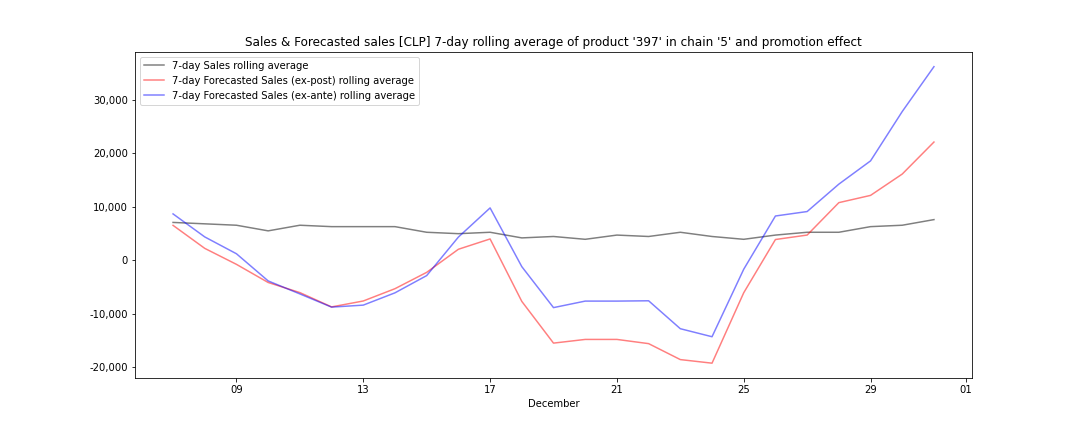 Sales & Forecasted sales [CLP] 7-day rolling average of product '397' in chain '5' and promotion effect
7-day Sales rolling average
7-day Forecasted Sales (ex-post) rolling average
7-day Forecasted Sales (ex-ante) rolling average
30,000
20,000
10,000
0
-10,000
-20,000
09 13 17 21 25 29 01
December